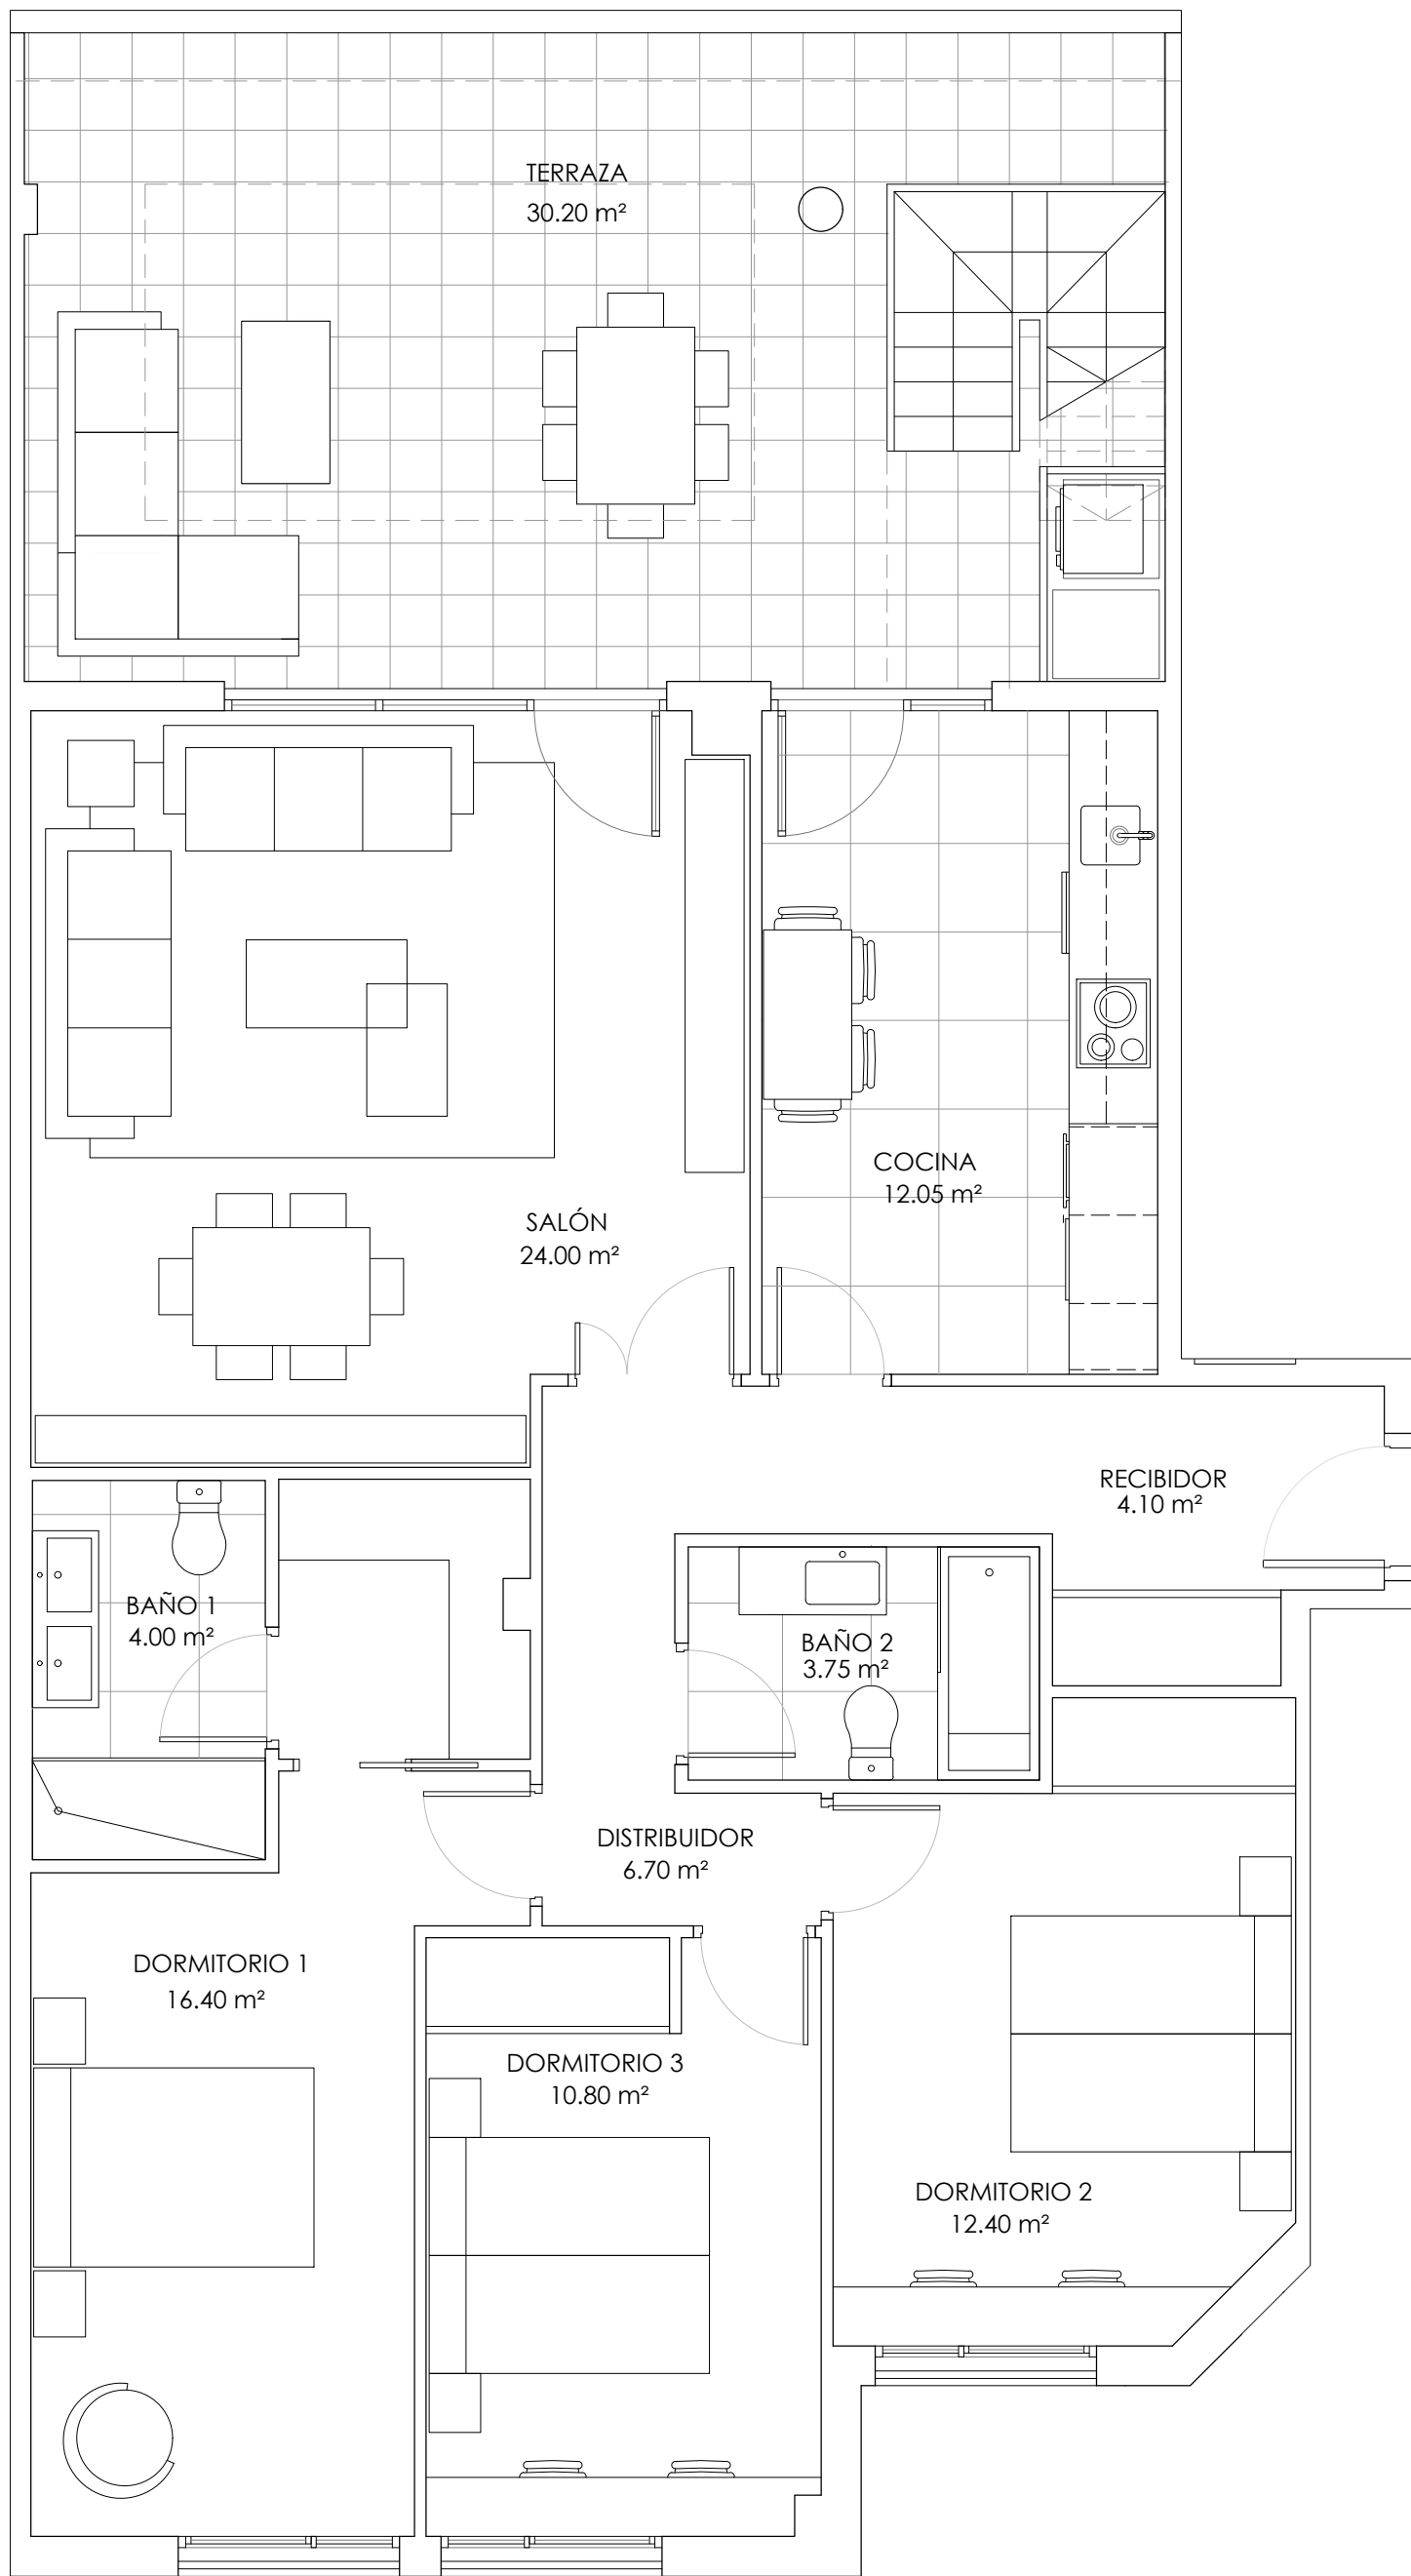 TERRAZA
30.20 m²
COCINA
12.05 m²
SALÓN
24.00 m²
RECIBIDOR
4.10 m²
BAÑO 1
4.00 m²
BAÑO 2
3.75 m²
DISTRIBUIDOR
6.70 m²
DORMITORIO 1
16.40 m²
DORMITORIO 3
10.80 m²
DORMITORIO 2
12.40 m²